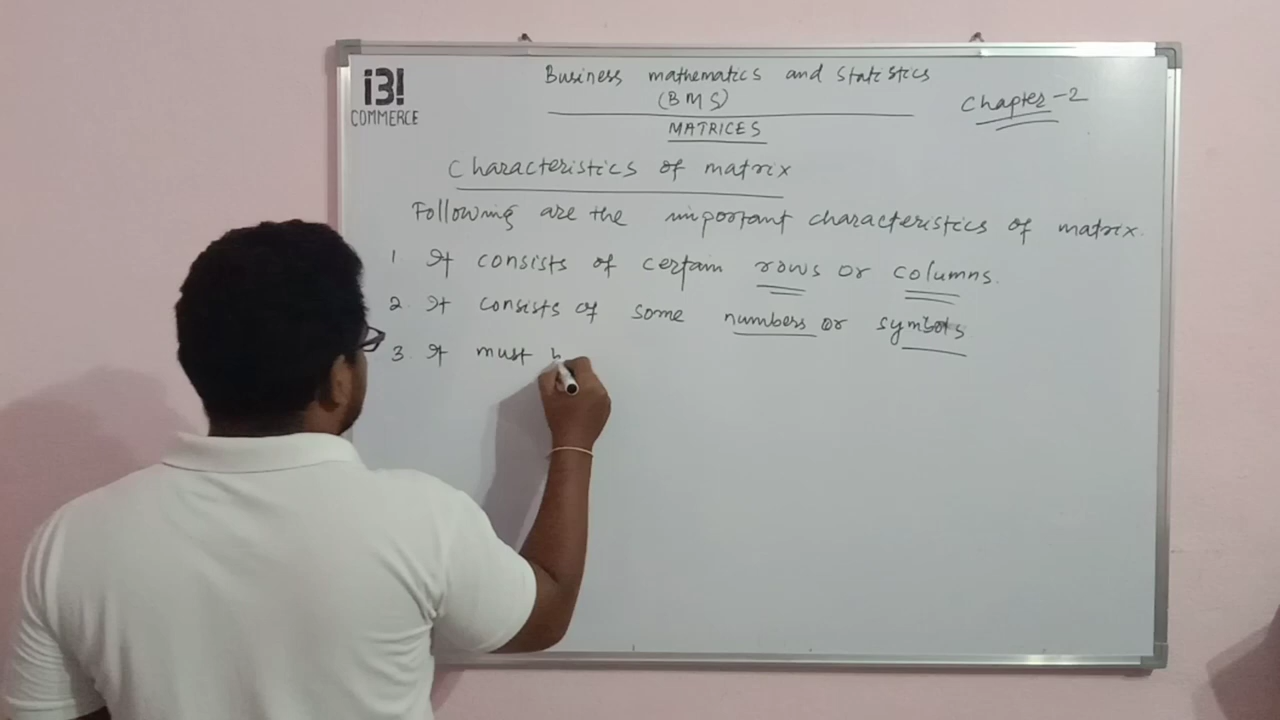 i3!
COMMERCE
Business mathematics and statistics
(BMS)
Chapter-2
MATRICES
Characteristics of matrix
Following are the important characteristics of matrix.
1 It consists of certain rows or columns.
2. It consists of some numbers or symbols
3. It must